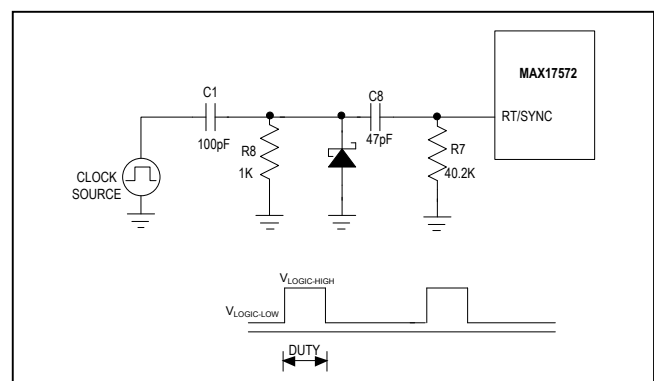 MAX17572
RT/SYNC
C1
100pF
C8
47pF
R8
1K
R7
40.2K
CLOCK
SOURCE
VLOGIC-HIGH
VLOGIC-LOW
DUTY